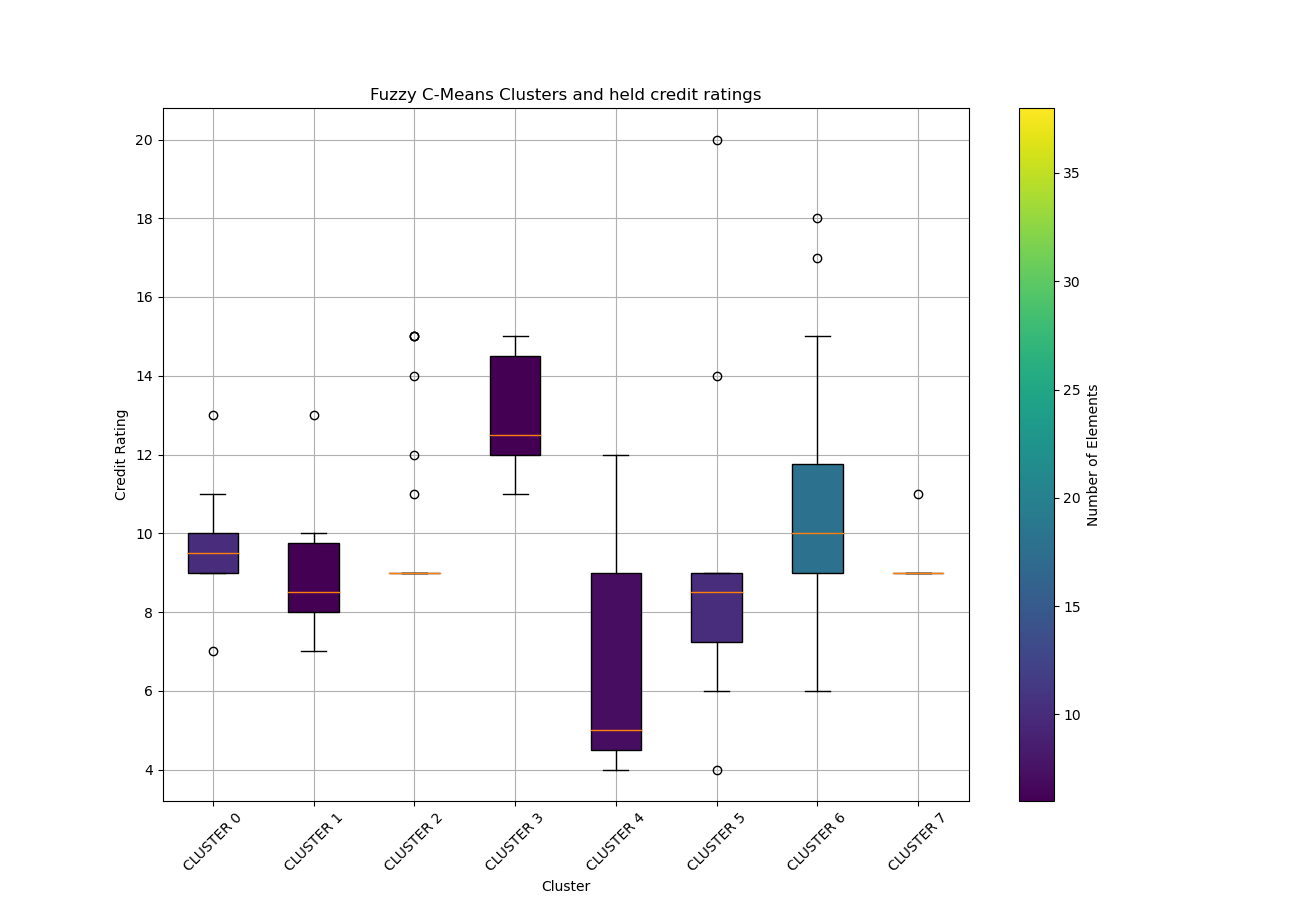 Fuzzy C-Means Clusters and held credit ratings
20
18
16
14
12
10
8
6
4
Credit Rating
CLUSTER 0
CLUSTER 1
CLUSTER 2
CLUSTER 3
CLUSTER 4
CLUSTER 5
CLUSTER 6
CLUSTER 7
Cluster
35
30
25
20
15
10
Number of Elements